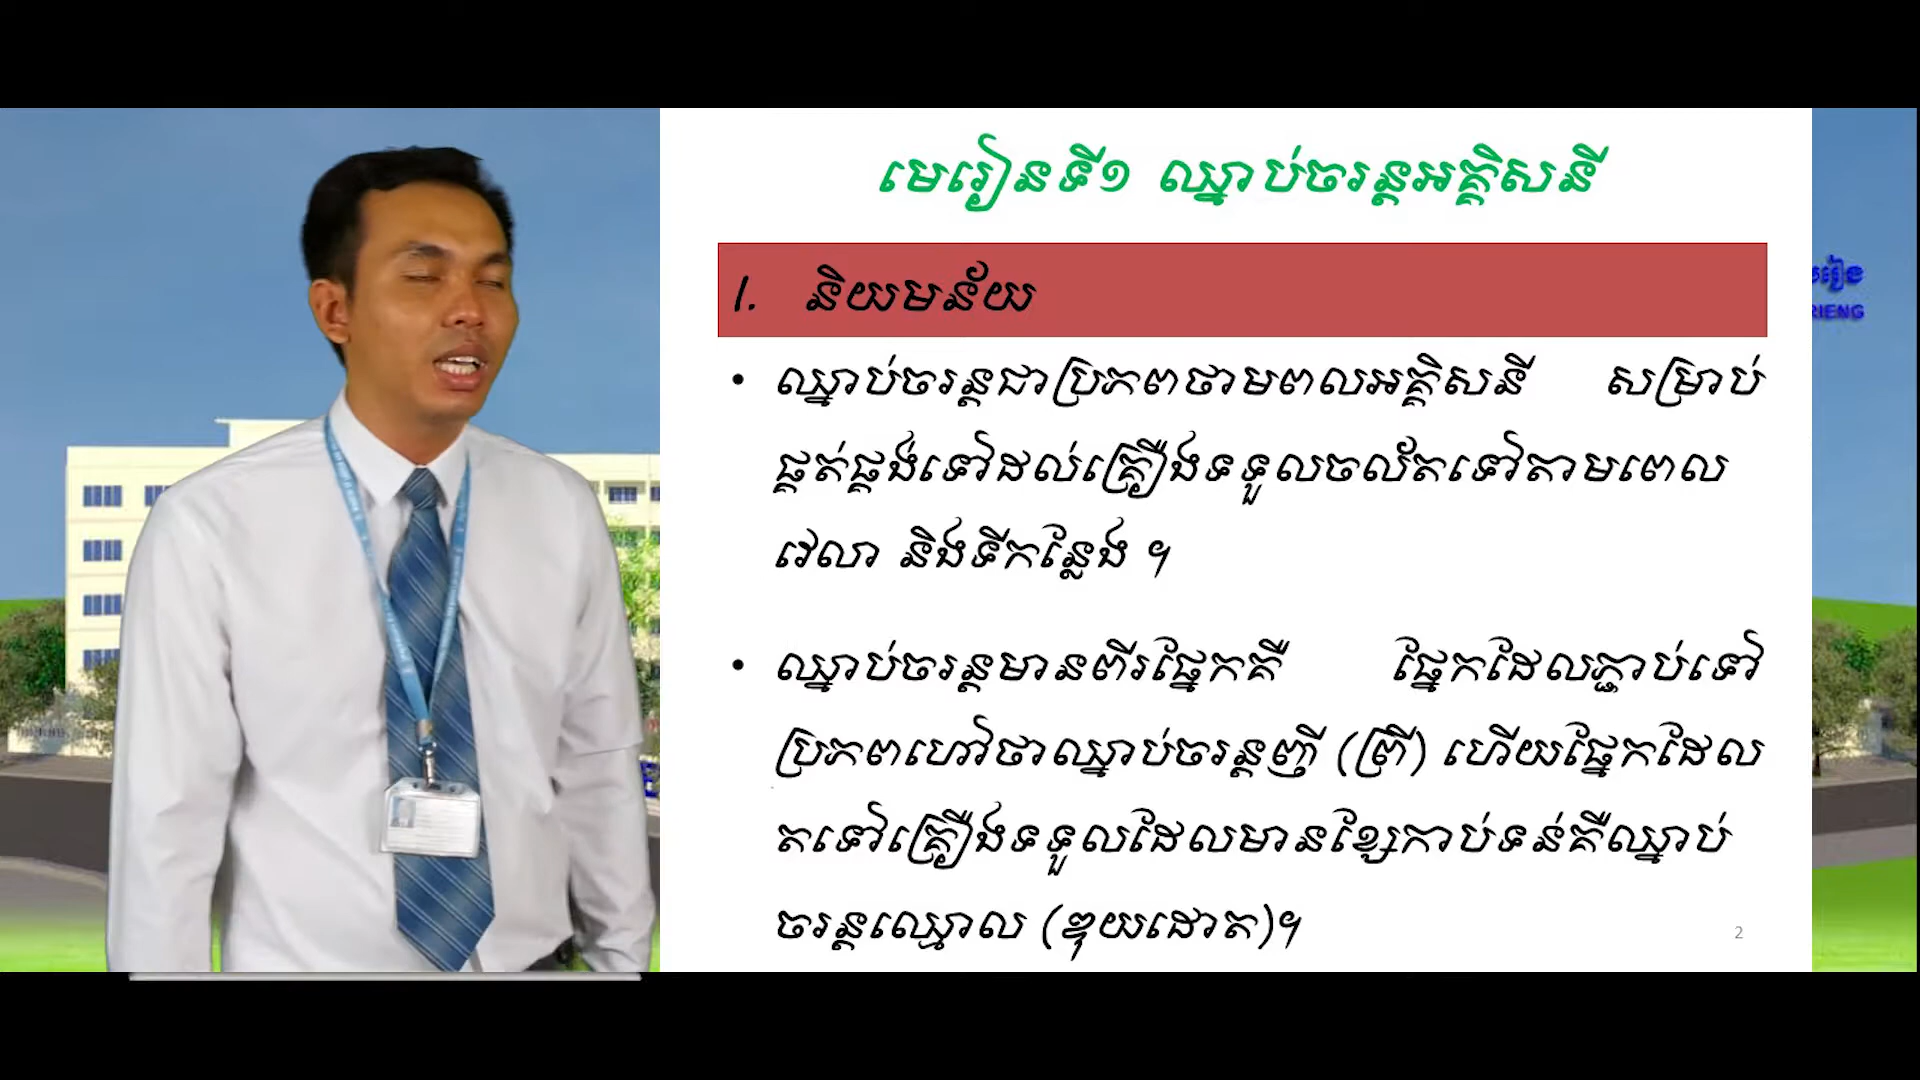 មេរៀនទី១ ឈ្នាប់ចរន្តអគ្គិសនី
I. និយមន័យ
• ឈ្នាប់ចរន្តជាប្រភពថាមពលអគ្គិសនី សម្រាប់
ផ្គត់ផ្គង់ទៅដល់គ្រឿងទទួលចល័តទៅតាមពេល
វេលា និងទីកន្លែង ។
• ឈ្នាប់ចរន្តមានពីរផ្នែកគឺ ផ្នែកដែលភ្ជាប់ទៅ
ប្រភពហៅថាឈ្នាប់ចរន្តញី (ព្រី) ហើយផ្នែកដែល
តទៅគ្រឿងទទួលដែលមានខ្សែកាប់ទន់គឺឈ្នាប់
ចរន្តឈ្មោល (ឌុយដោត)។
2
RIENG